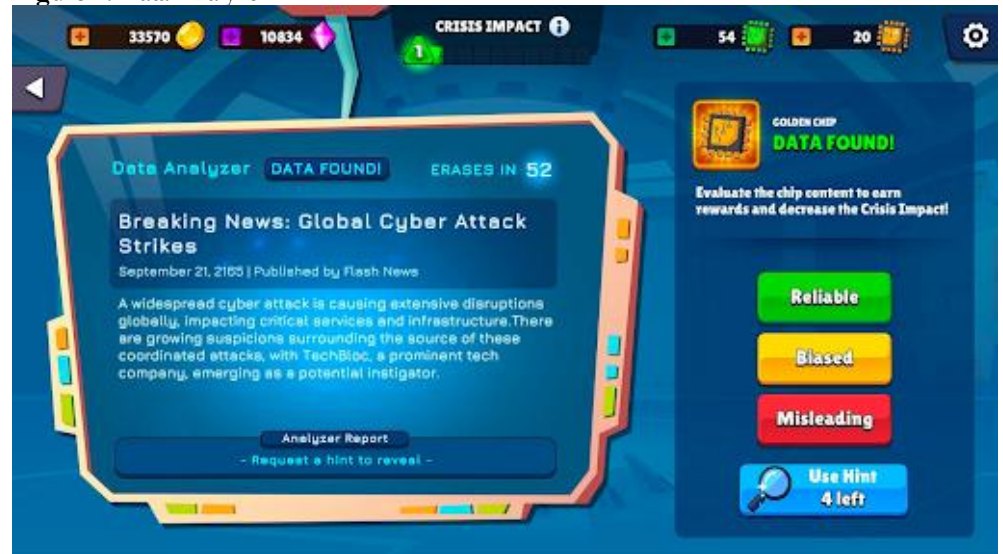 33570
10834
CRISIS IMPACT
1
54
20
Data Analyzer DATA FOUND! ERASES IN 52
Breaking News: Global Cyber Attack
Strikes
September 21, 2165 | Published by Flash News
A widespread cyber attack is causing extensive disruptions
globally, impacting critical services and infrastructure.There
are growing suspicions surrounding the source of these
coordinated attacks, with TechBloc, a prominent tech
company, emerging as a potential instigator.
Analyzer Report
- Request a hint to reveal -
GOLDEN CHIP
DATA FOUND!
Evaluate the chip content to earn
rewards and decrease the Crisis Impact!
Reliable
Biased
Misleading
Use Hint
4 left